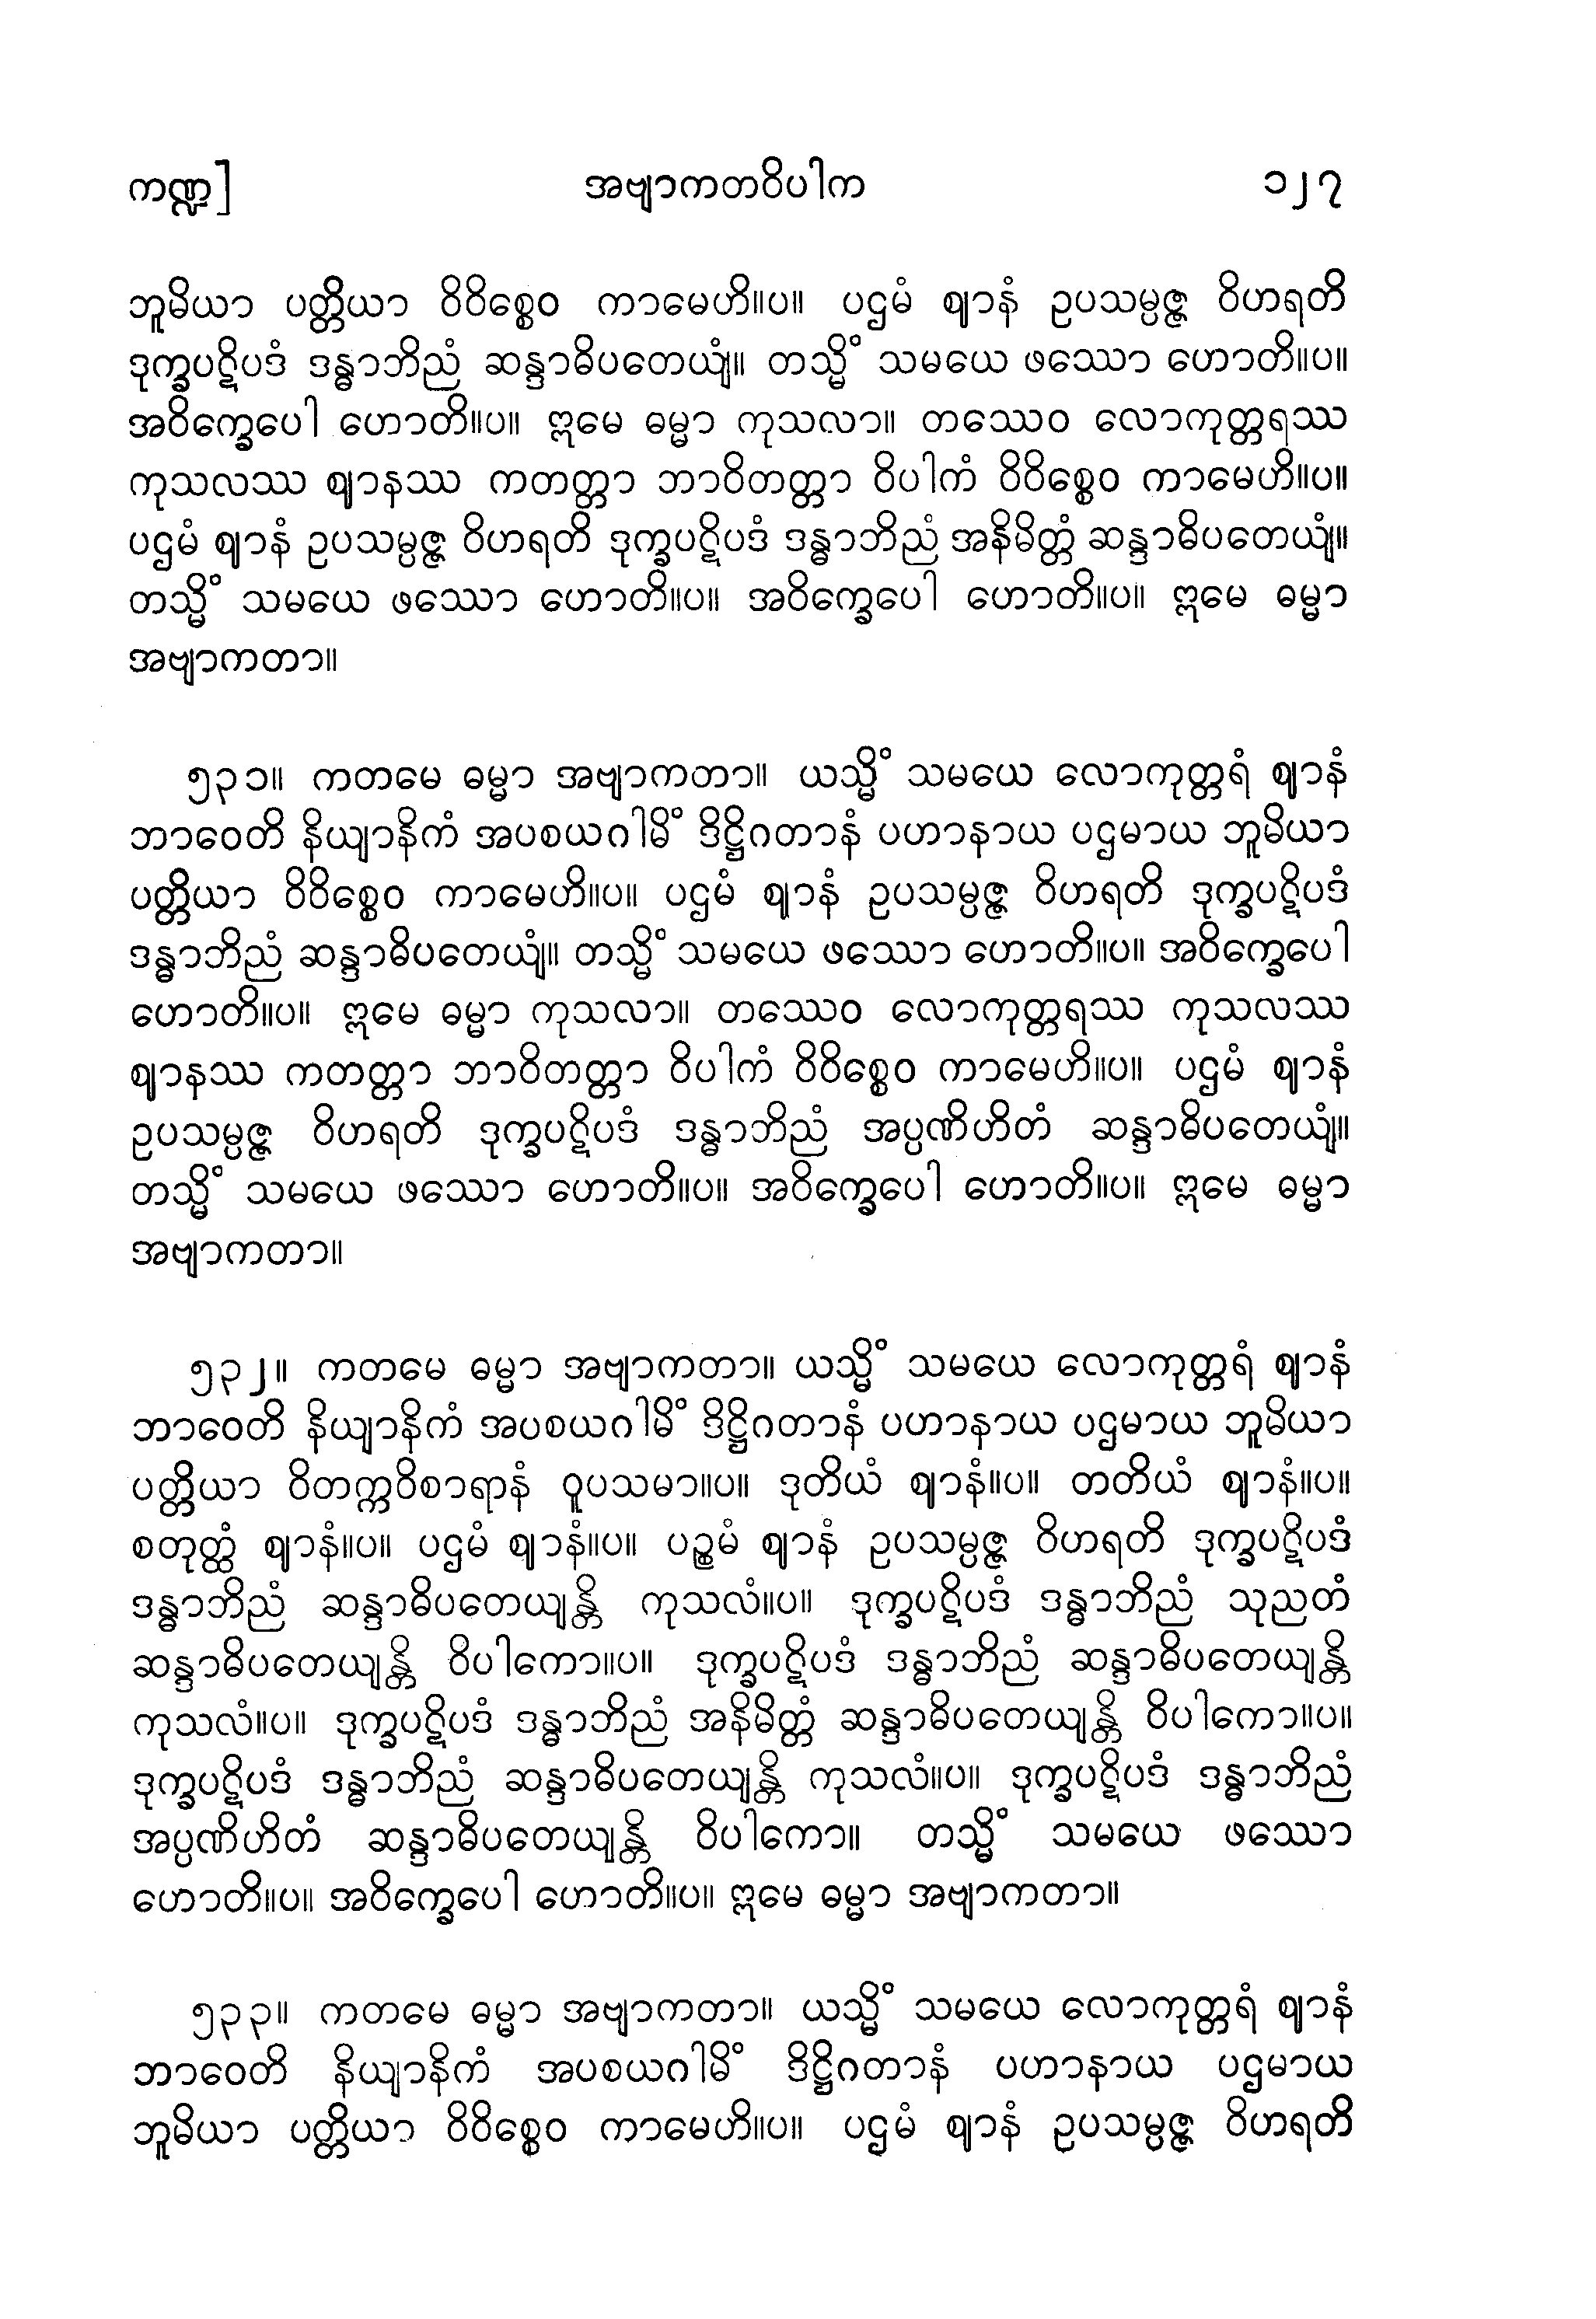 ကဏ္ဍ] အဗျာကတဝိပါက ၁၂၇
ဘူမိယာ ပတ္တိယာ ဝိဝိစ္စေဝ ကာမေဟိ။ပ။ ပဌမံ ဈာနံ ဥပသမ္ပဇ္ဇ ဝိဟရတိ
ဒုက္ခပဋိပဒံ ဒန္ဓာဘိညံ ဆန္ဒာဓိပတေယျံ။ တသ္မိံ သမယေ ဖဿော ဟောတိ။ပ။
အဝိက္ခေပေါ ဟောတိ။ပ။ ဣမေ ဓမ္မာ ကုသလာ။ တဿေဝ လောကုတ္တရဿ
ကုသလဿ ဈာနဿ ကတတ္တာ ဘာဝိတတ္တာ ဝိပါကံ ဝိဝိစ္စေဝ ကာမေဟိ။ပ။
ပဌမံ ဈာနံ ဥပသမ္ပဇ္ဇ ဝိဟရတိ ဒုက္ခပဋိပဒံ ဒန္ဓာဘိညံ အနိမိတ္တံ ဆန္ဒာဓိပတေယျံ။
တသ္မိံ သမယေ ဖဿော ဟောတိ။ပ။ အဝိက္ခေပေါ ဟောတိ။ပ။ ဣမေ ဓမ္မာ
အဗျာကတာ။
၅၃၁။ ကတမေ ဓမ္မာ အဗျာကတာ။ ယသ္မိံ သမယေ လောကုတ္တရံ ဈာနံ
ဘာဝေတိ နိယျာနိကံ အပစယဂါမိံ ဒိဋ္ဌိဂတာနံ ပဟာနာယ ပဌမာယ ဘူမိယာ
ပတ္တိယာ ဝိဝိစ္စေဝ ကာမေဟိ။ပ။ ပဌမံ ဈာနံ ဥပသမ္ပဇ္ဇ ဝိဟရတိ ဒုက္ခပဋိပဒံ
ဒန္ဓာဘိညံ ဆန္ဒာဓိပတေယျံ။ တသ္မိံ သမယေ ဖဿော ဟောတိ။ပ။ အဝိက္ခေပေါ
ဟောတိ။ပ။ ဣမေ ဓမ္မာ ကုသလာ။ တဿေဝ လောကုတ္တရဿ ကုသလဿ
ဈာနဿ ကတတ္တာ ဘာဝိတတ္တာ ဝိပါကံ ဝိဝိစ္စေဝ ကာမေဟိ။ပ။ ပဌမံ ဈာနံ
ဥပသမ္ပဇ္ဇ ဝိဟရတိ ဒုက္ခပဋိပဒံ ဒန္ဓာဘိညံ အပ္ပဏိဟိတံ ဆန္ဒာဓိပတေယျံ။
တသ္မိံ သမယေ ဖဿော ဟောတိ။ပ။ အဝိက္ခေပေါ ဟောတိ။ပ။ ဣမေ ဓမ္မာ
အဗျာကတာ။
၅၃၂။ ကတမေ ဓမ္မာ အဗျာကတာ။ ယသ္မိံ သမယေ လောကုတ္တရံ ဈာနံ
ဘာဝေတိ နိယျာနိကံ အပစယဂါမိံ ဒိဋ္ဌိဂတာနံ ပဟာနာယ ပဌမာယ ဘူမိယာ
ပတ္တိယာ ဝိတက္ကဝိစာရာနံ ဝူပသမာ။ပ။ ဒုတိယံ ဈာနံ။ပ။ တတိယံ ဈာနံ။ပ။
စတုတ္ထံ ဈာနံ။ပ။ ပဌမံ ဈာနံ။ပ။ ပဉ္စမံ ဈာနံ ဥပသမ္ပဇ္ဇ ဝိဟရတိ ဒုက္ခပဋိပဒံ
ဒန္ဓာဘိညံ ဆန္ဒာဓိပတေယျန္တိ ကုသလံ။ပ။ ဒုက္ခပဋိပဒံ ဒန္ဓာဘိညံ သုညတံ
ဆန္ဒာဓိပတေယျန္တိ ဝိပါကော။ပ။ ဒုက္ခပဋိပဒံ ဒန္ဓာဘိညံ ဆန္ဒာဓိပတေယျန္တိ
ကုသလံ။ပ။ ဒုက္ခပဋိပဒံ ဒန္ဓာဘိညံ အနိမိတ္တံ ဆန္ဒာဓိပတေယျန္တိ ဝိပါကော။ပ။
ဒုက္ခပဋိပဒံ ဒန္ဓာဘိညံ ဆန္ဒာဓိပတေယျန္တိ ကုသလံ။ပ။ ဒုက္ခပဋိပဒံ ဒန္ဓာဘိညံ
အပ္ပဏိဟိတံ ဆန္ဒာဓိပတေယျန္တိ ဝိပါကော။ တသ္မိံ သမယေ ဖဿော
ဟောတိ။ပ။ အဝိက္ခေပေါ ဟောတိ။ပ။ ဣမေ ဓမ္မာ အဗျာကတာ။
၅၃၃။ ကတမေ ဓမ္မာ အဗျာကတာ။ ယသ္မိံ သမယေ လောကုတ္တရံ ဈာနံ
ဘာဝေတိ နိယျာနိကံ အပစယဂါမိံ ဒိဋ္ဌိဂတာနံ ပဟာနာယ ပဌမာယ
ဘူမိယာ ပတ္တိယာ ဝိဝိစ္စေဝ ကာမေဟိ။ပ။ ပဌမံ ဈာနံ ဥပသမ္ပဇ္ဇ ဝိဟရတိ